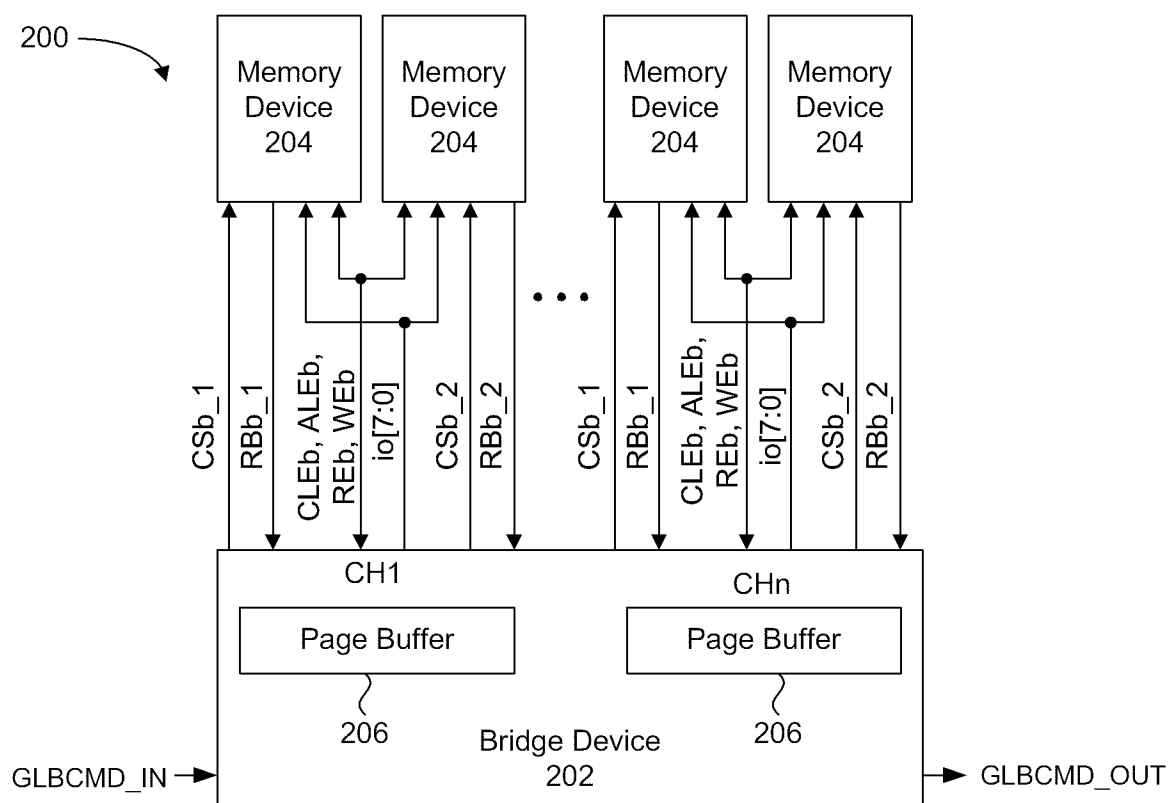 200
Memory
Device
204
Memory
Device
204
Memory
Device
204
Memory
Device
204
CSb_1
RBb_1
CLEb, ALEb,
REb, WEb
io[7:0]
CSb_2
RBb_2
CSb_1
RBb_1
CLEb, ALEb,
REb, WEb
io[7:0]
CSb_2
RBb_2
CH1
CHn
Page Buffer
Page Buffer
206
206
Bridge Device
202
GLBCMD_IN
GLBCMD_OUT